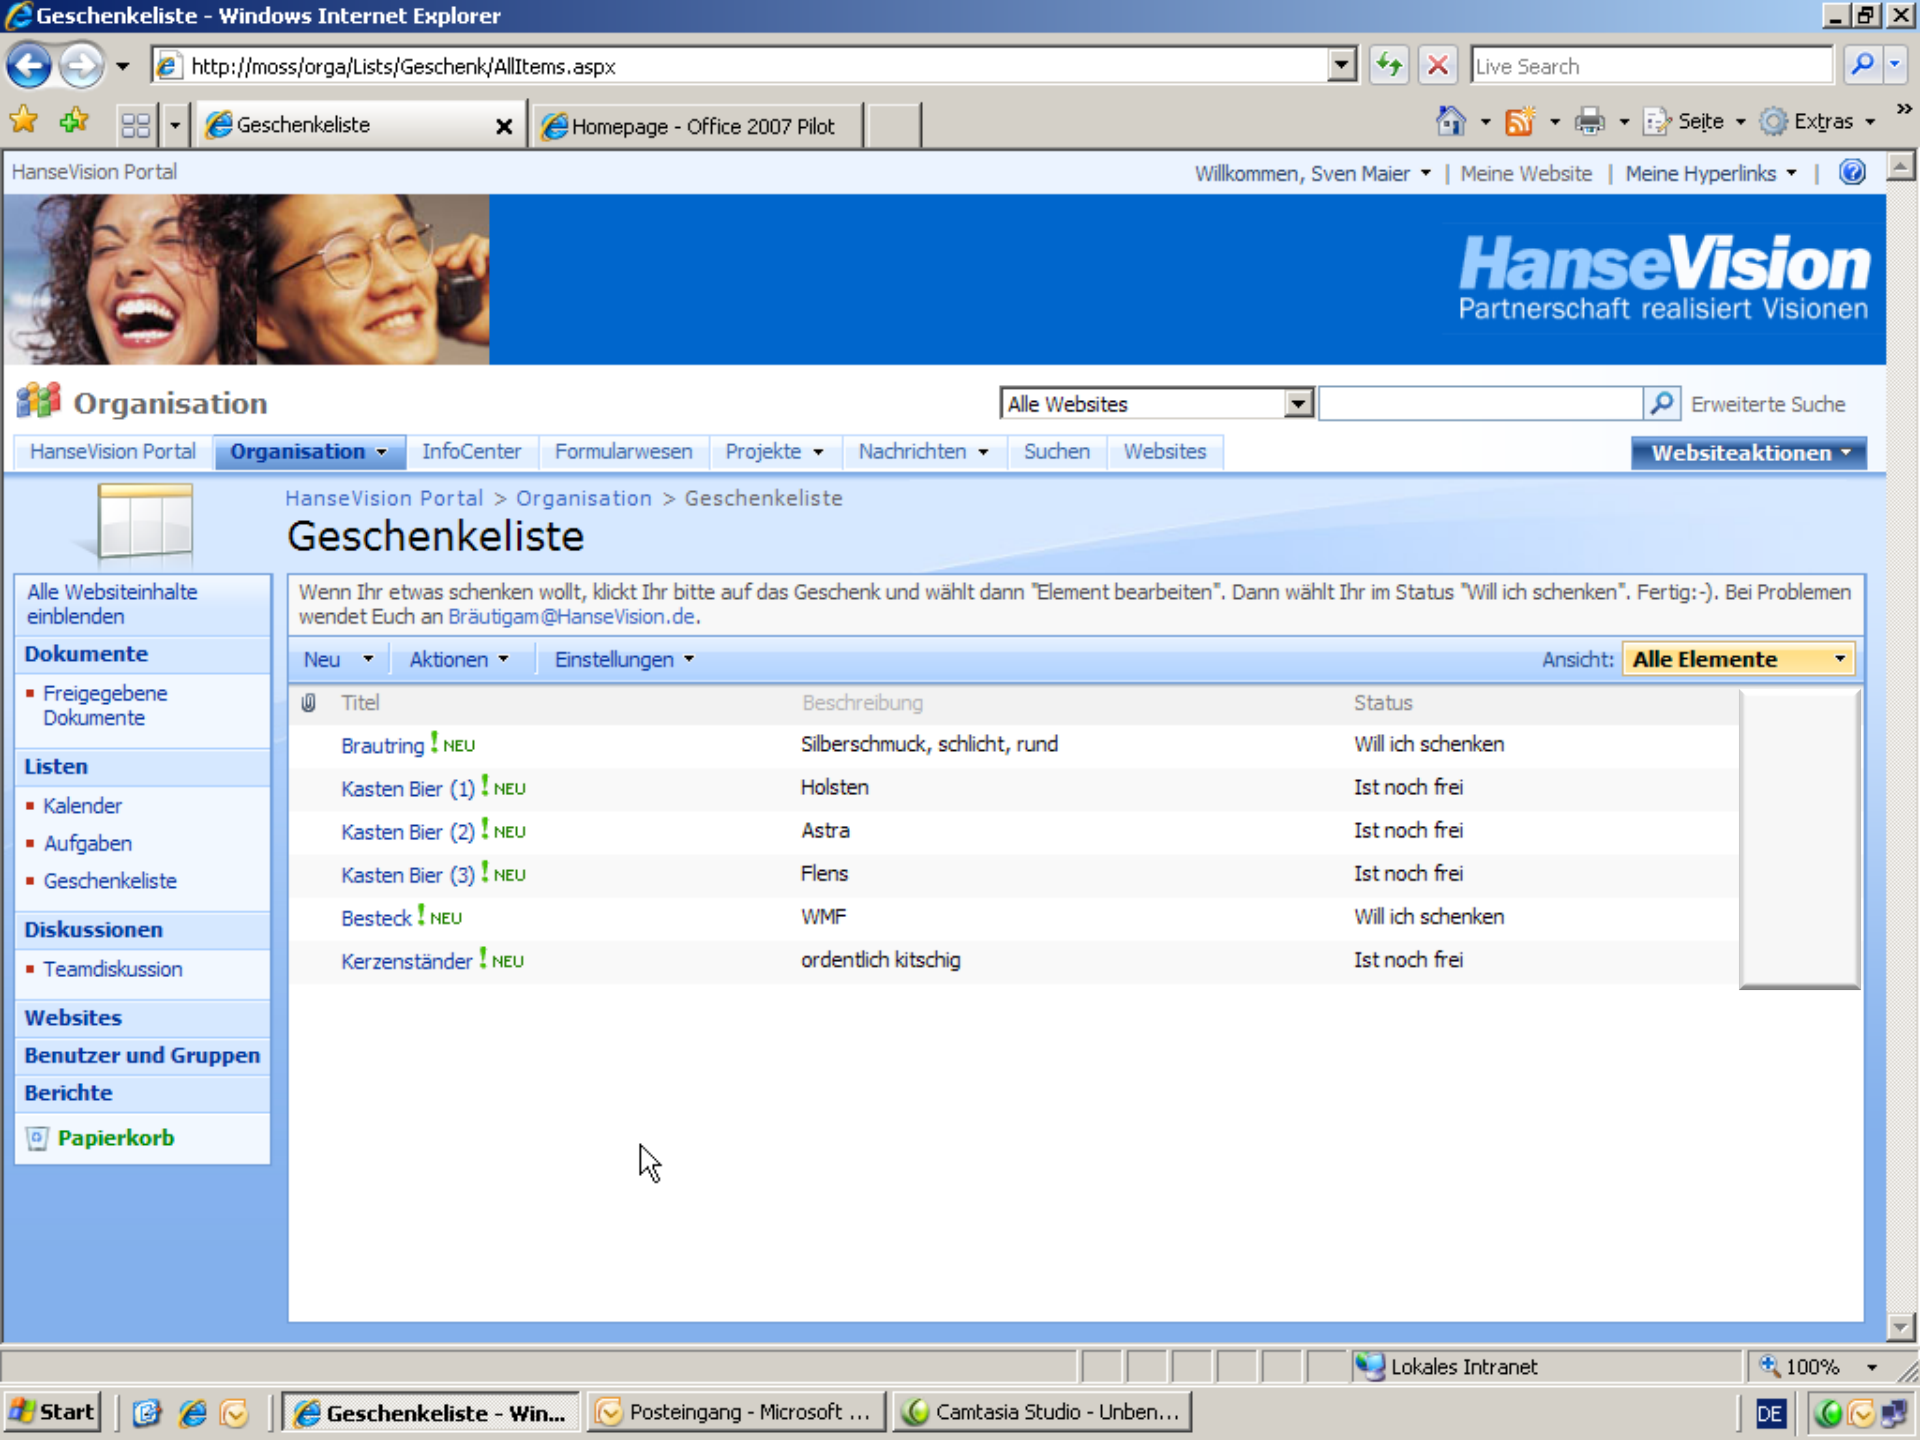 Geschenkeliste - Windows Internet Explorer
http://moss/orga/Lists/Geschenk/AllItems.aspx
Live Search
Geschenkeliste
Homepage - Office 2007 Pilot
Seite
Extras
HanseVision Portal
Willkommen, Sven Maier | Meine Website | Meine Hyperlinks |
HanseVision
Partnerschaft realisiert Visionen
Organisation
Alle Websites
Erweiterte Suche
HanseVision Portal
Organisation
InfoCenter
Formularwesen
Projekte
Nachrichten
Suchen
Websites
Websiteaktionen
HanseVision Portal > Organisation > Geschenkeliste
Geschenkeliste
Alle Websiteinhalte
einblenden
Dokumente
Freigegebene
Dokumente
Listen
Kalender
Aufgaben
Geschenkeliste
Diskussionen
Teamdiskussion
Websites
Benutzer und Gruppen
Berichte
Papierkorb
Wenn Ihr etwas schenken wollt, klickt Ihr bitte auf das Geschenk und wählt dann "Element bearbeiten". Dann wählt Ihr im Status "Will ich schenken". Fertig:-). Bei Problemen
wendet Euch an Bräutigam@HanseVision.de.
Neu
Aktionen
Einstellungen
Ansicht: Alle Elemente
Titel Beschreibung Status
Brautring ! NEU Silberschmuck, schlicht, rund Will ich schenken
Kasten Bier (1) ! NEU Holsten Ist noch frei
Kasten Bier (2) ! NEU Astra Ist noch frei
Kasten Bier (3) ! NEU Flens Ist noch frei
Besteck ! NEU WMF Will ich schenken
Kerzenständer ! NEU ordentlich kitschig Ist noch frei
Lokales Intranet
100%
Start
Geschenkeliste - Win...
Posteingang - Microsoft ...
Camtasia Studio - Unben...
DE